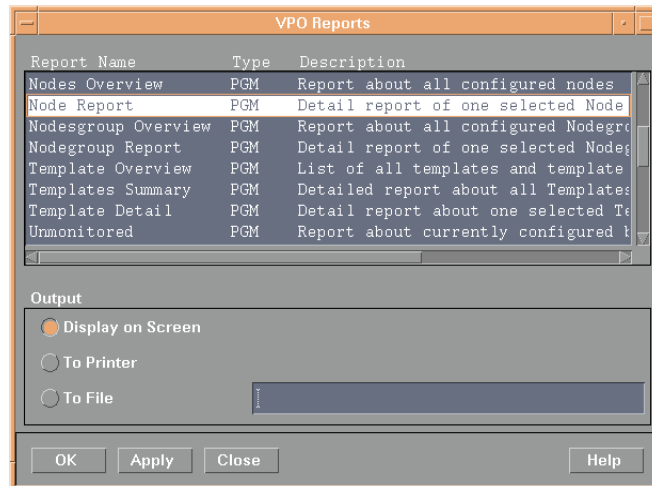 VPO Reports
Report Name Type Description
Nodes Overview PGM Report about all configured nodes
Node Report PGM Detail report of one selected Node
Nodesgroup Overview PGM Report about all configured Nodegro
Nodegroup Report PGM Detail report of one selected Nodeg
Template Overview PGM List of all templates and template
Templates Summary PGM Detailed report about all Templates
Template Detail PGM Detail report about one selected Te
Unmonitored PGM Report about currently configured b
Output
Display on Screen
To Printer
To File
OK Apply Close Help